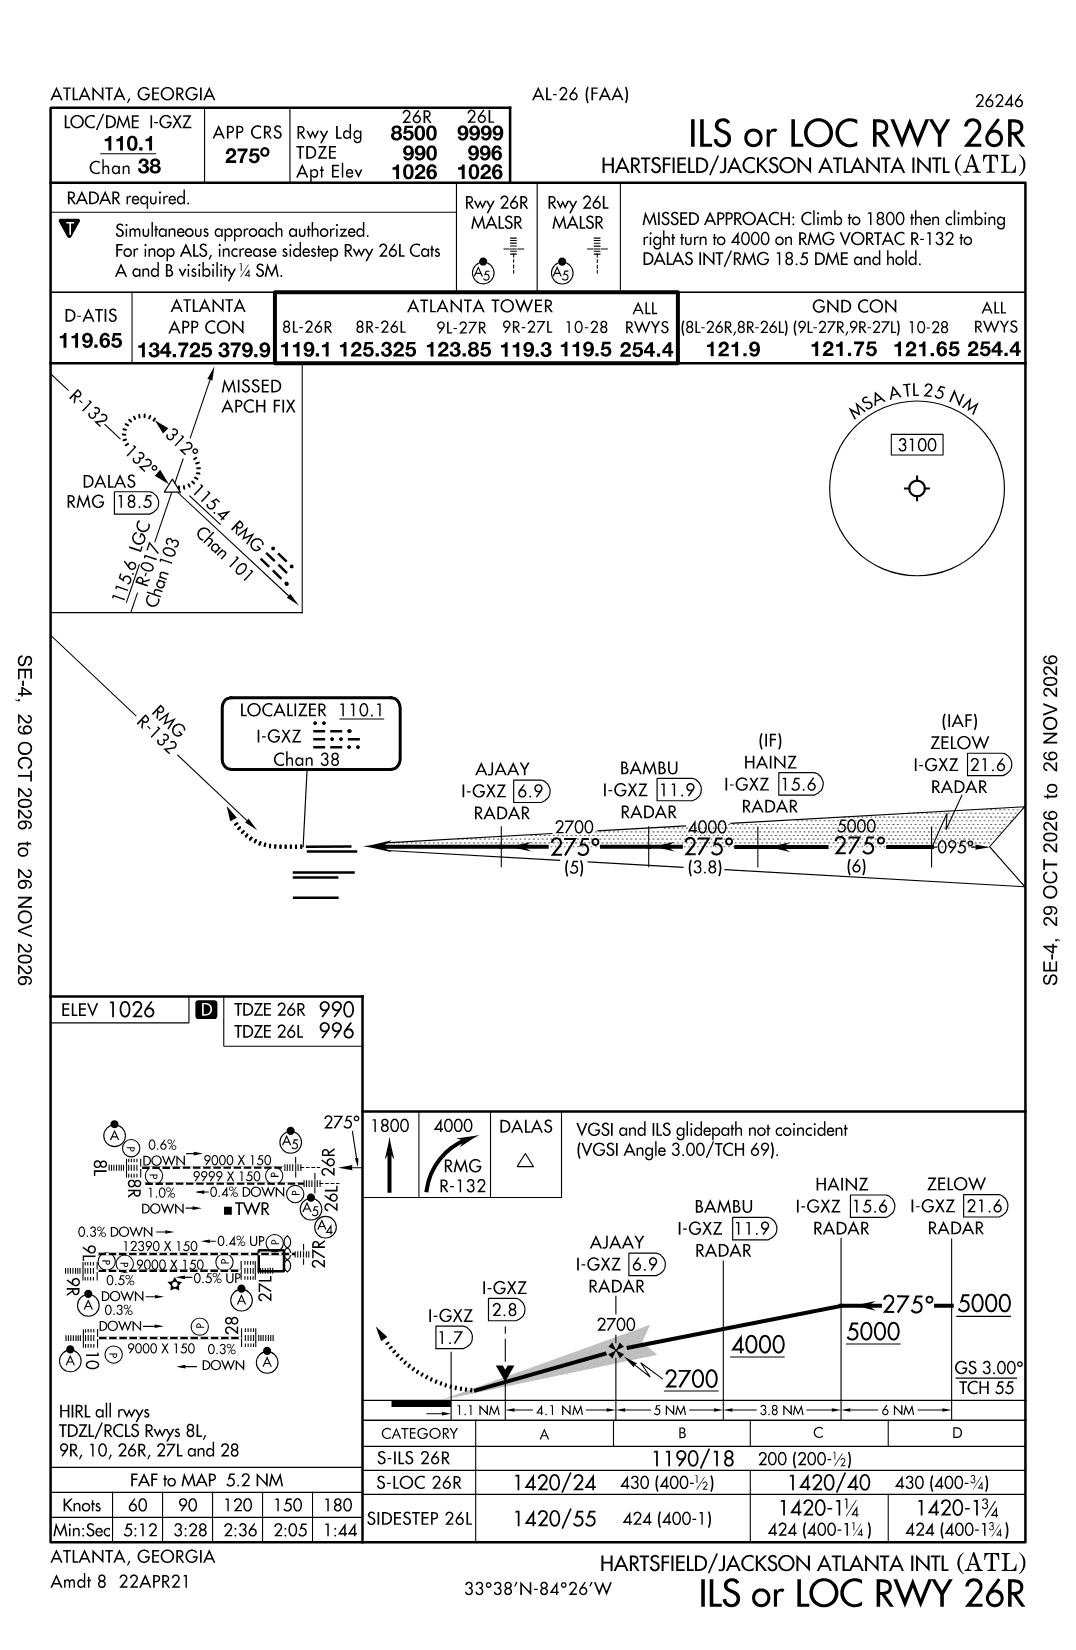 ATLANTA, GEORGIA
AL-26 (FAA)
26246
LOC/DME I-GXZ
110.1
Chan 38
APP CRS
275°
26R 26L
Rwy Ldg 8500 9999
TDZE 990 996
Apt Elev 1026 1026
ILS or LOC RWY 26R
HARTSFIELD/JACKSON ATLANTA INTL (ATL)
RADAR required.
T
Simultaneous approach authorized.
For inop ALS, increase sidestep Rwy 26L Cats
A and B visibility ¼ SM.
Rwy 26R
MALSR
A5
Rwy 26L
MALSR
A5
MISSED APPROACH: Climb to 1800 then climbing
right turn to 4000 on RMG VORTAC R-132 to
DALAS INT/RMG 18.5 DME and hold.
D-ATIS
119.65
ATLANTA
APP CON
134.725 379.9
ATLANTA TOWER
8L-26R 8R-26L 9L-27R 9R-27L 10-28 ALL RWYS
119.1 125.325 123.85 119.3 119.5 254.4
GND CON
(8L-26R,8R-26L) (9L-27R,9R-27L) 10-28 ALL RWYS
121.9 121.75 121.65 254.4
MISSED
APCH FIX
R-132
312°
132°
DALAS
RMG 18.5
115.4 RMG
Chan 101
115.6 LGC
R-017
Chan 103
MSA ATL 25 NM
3100
RMG
R-132
LOCALIZER 110.1
I-GXZ
Chan 38
AJAAY
I-GXZ 6.9
RADAR
BAMBU
I-GXZ 11.9
RADAR
(IF)
HAINZ
I-GXZ 15.6
RADAR
(IAF)
ZELOW
I-GXZ 21.6
RADAR
2700 4000 5000
275° 275° 275° 095°
(5) (3.8) (6)
SE-4, 29 OCT 2026 to 26 NOV 2026
SE-4, 29 OCT 2026 to 26 NOV 2026
ELEV 1026
D
TDZE 26R 990
TDZE 26L 996
275°
A
P
0.6%
DOWN
A5
8L
9000 X 150
26R
P
9999 X 150
P
8R
1.0%
DOWN
0.4% DOWN
P
26L
A5
TWR
A4
0.3% DOWN
0.4% UP
P
9L
12390 X 150
27R
P
P
9000 X 150
P
9R
0.5%
DOWN
0.5% UP
27L
A
A
0.3%
DOWN
P
28
A
10
P
9000 X 150
0.3%
DOWN
A
HIRL all rwys
TDZL/RCLS Rwys 8L,
9R, 10, 26R, 27L and 28
FAF to MAP 5.2 NM
Knots 60 90 120 150 180
Min:Sec 5:12 3:28 2:36 2:05 1:44
1800
4000
RMG
R-132
DALAS
VGSI and ILS glidepath not coincident
(VGSI Angle 3.00/TCH 69).
I-GXZ
1.7
I-GXZ
2.8
AJAAY
I-GXZ 6.9
RADAR
2700
BAMBU
I-GXZ 11.9
RADAR
HAINZ
I-GXZ 15.6
RADAR
ZELOW
I-GXZ 21.6
RADAR
275° 5000
5000
4000
2700
GS 3.00°
TCH 55
1.1 NM 4.1 NM 5 NM 3.8 NM 6 NM
CATEGORY A B C D
S-ILS 26R 1190/18 200 (200-½)
S-LOC 26R 1420/24 430 (400-½) 1420/40 430 (400-¾)
SIDESTEP 26L 1420/55 424 (400-1) 1420-1¼ 424 (400-1¼) 1420-1¾ 424 (400-1¾)
ATLANTA, GEORGIA
Amdt 8 22APR21
33°38'N-84°26'W
HARTSFIELD/JACKSON ATLANTA INTL (ATL)
ILS or LOC RWY 26R